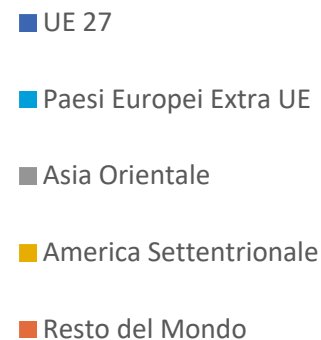 UE 27
Paesi Europei Extra UE
Asia Orientale
America Settentrionale
Resto del Mondo